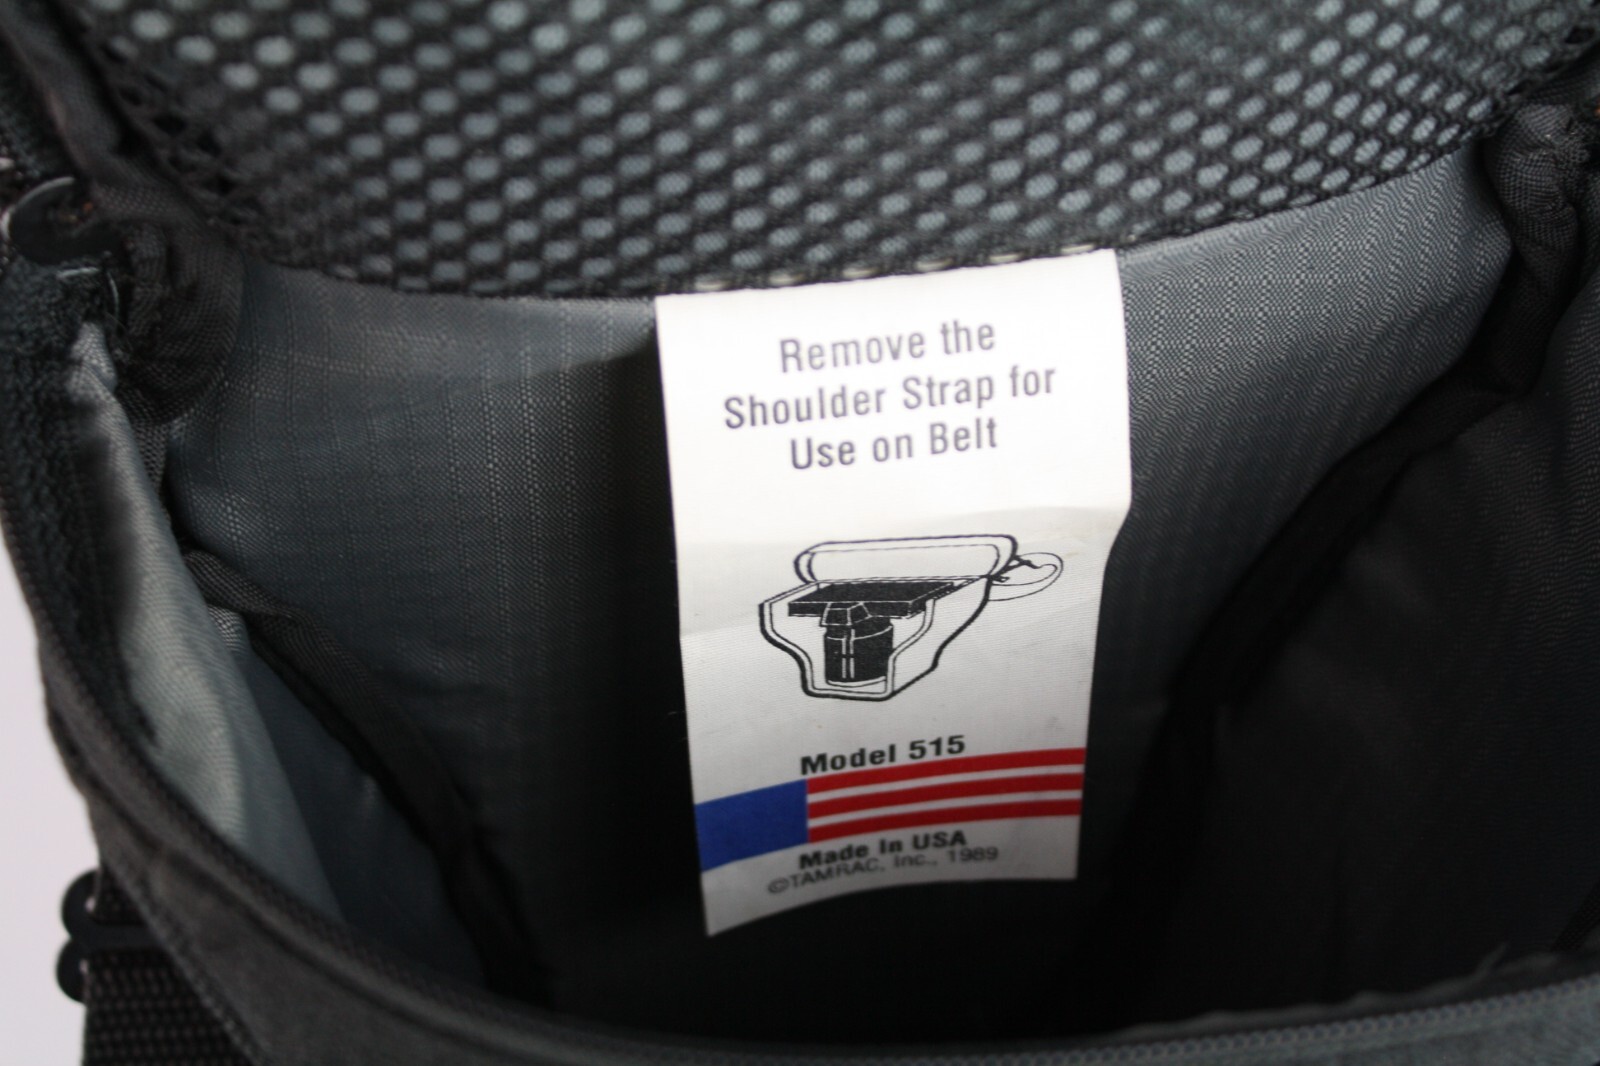 Remove the
Shoulder Strap for
Use on Belt
Model 515
Made In USA
©TAMRAC, Inc., 1989